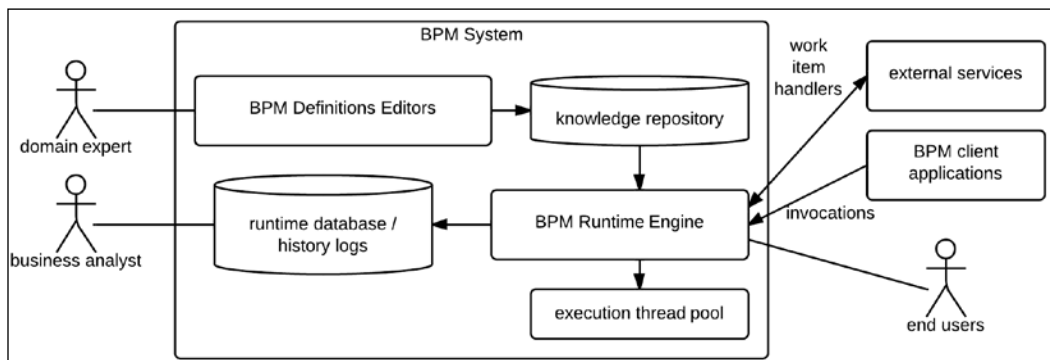 BPM System
work
item
handlers
external services
BPM Definitions Editors
knowledge repository
domain expert
BPM client
applications
invocations
runtime database /
history logs
BPM Runtime Engine
business analyst
execution thread pool
end users